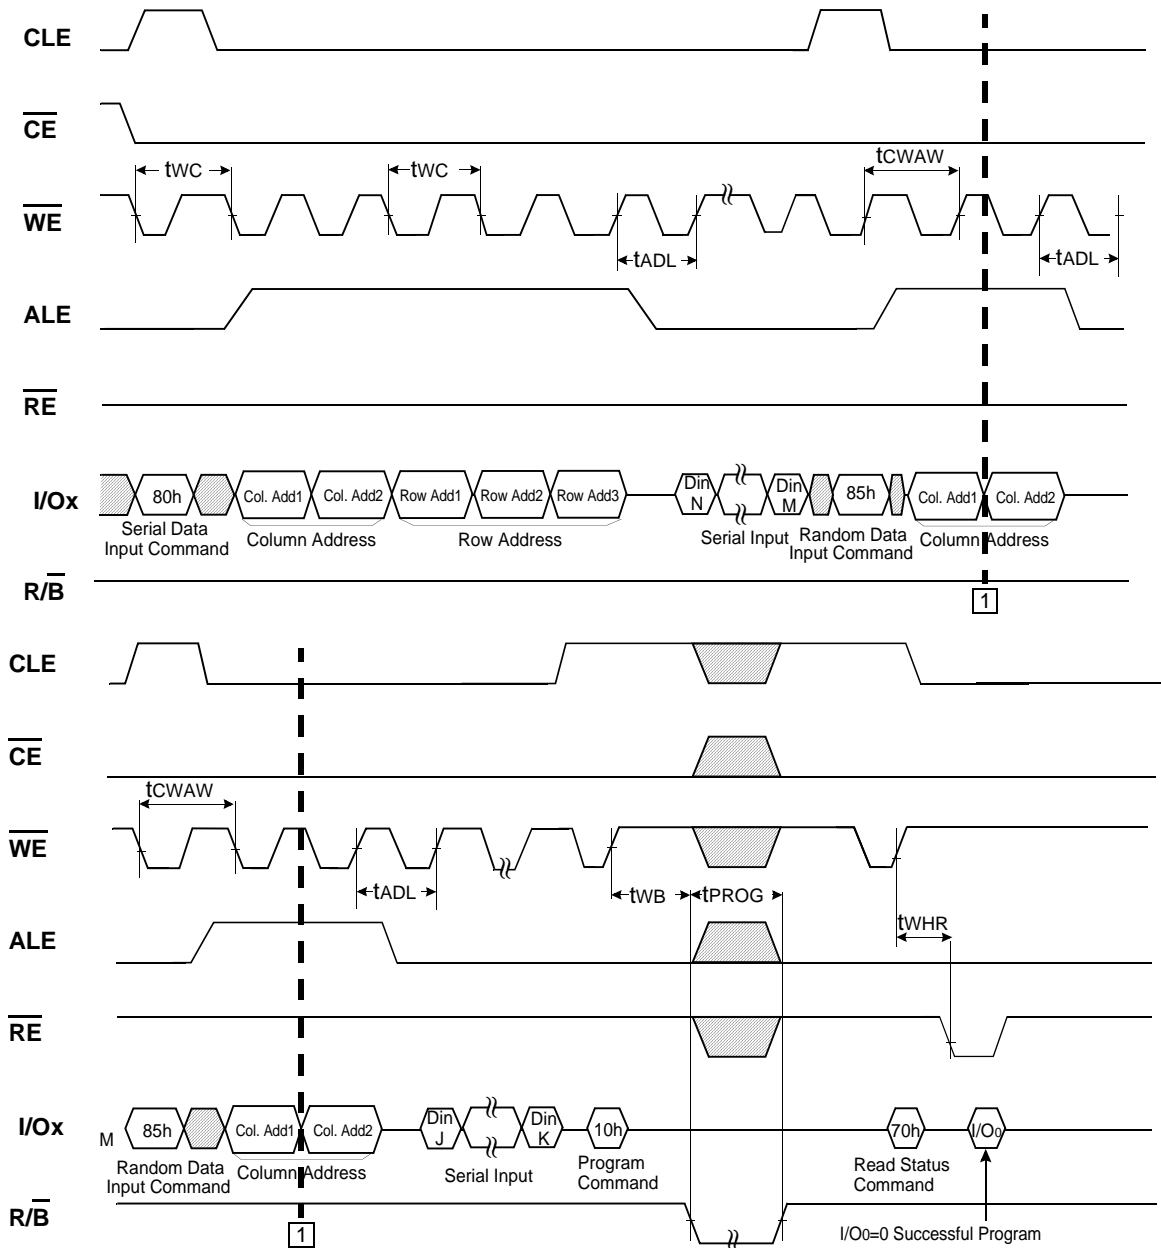 CLE
CE
tWC
tWC
tCWAW
WE
tADL
tADL
ALE
RE
I/Ox
80h
Col. Add1
Col. Add2
Row Add1
Row Add2
Row Add3
Din
N
Din
M
85h
Col. Add1
Col. Add2
Serial Data
Input Command
Column Address
Row Address
Serial Input
Random Data
Input Command
Column Address
R/B
1
CLE
CE
tCWAW
WE
tADL
tWB
tPROG
ALE
tWHR
RE
I/Ox
M
85h
Col. Add1
Col. Add2
Din
J
Din
K
10h
70h
I/O0
Random Data
Input Command
Column Address
Serial Input
Program
Command
Read Status
Command
R/B
1
I/O0=0 Successful Program